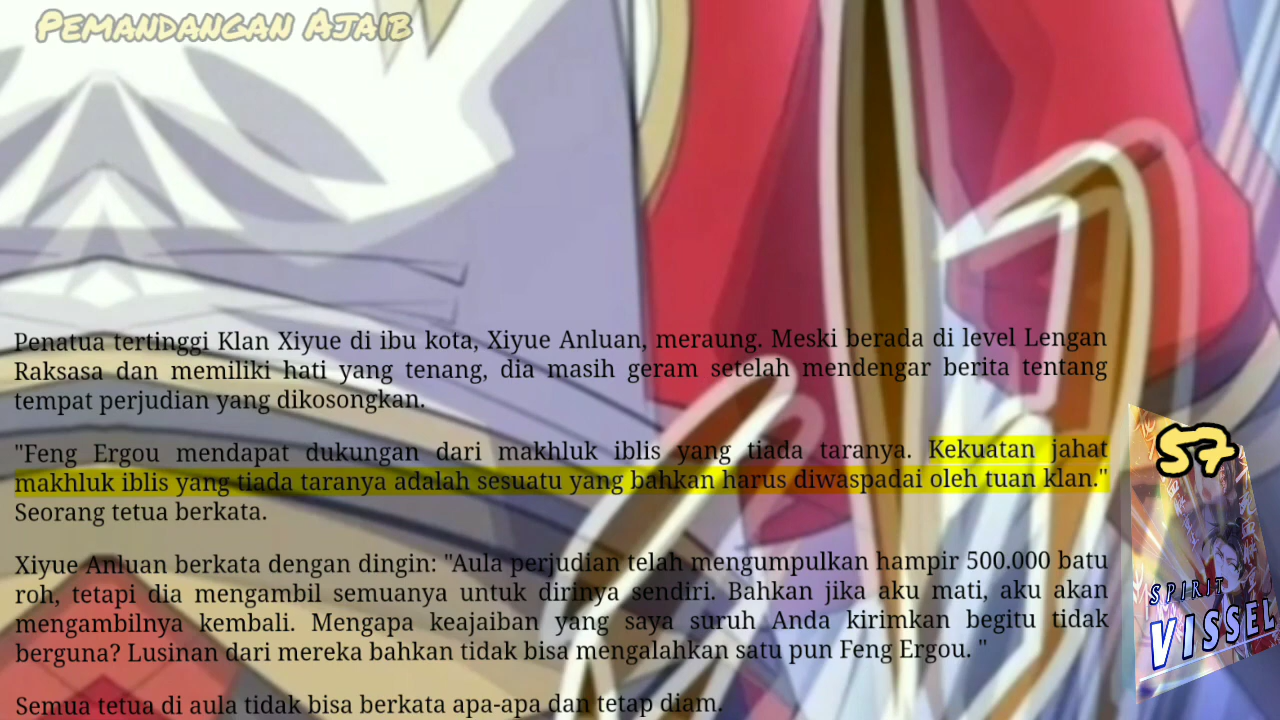 Pemandangan Ajaib
Penatua tertinggi Klan Xiyue di ibu kota, Xiyue Anluan, meraung. Meski berada di level Lengan
Raksasa dan memiliki hati yang tenang, dia masih geram setelah mendengar berita tentang
tempat perjudian yang dikosongkan.
"Feng Ergou mendapat dukungan dari makhluk iblis yang tiada taranya. Kekuatan jahat
makhluk iblis yang tiada taranya adalah sesuatu yang bahkan harus diwaspadai oleh tuan klan."
Seorang tetua berkata.
Xiyue Anluan berkata dengan dingin: "Aula perjudian telah mengumpulkan hampir 500.000 batu
roh, tetapi dia mengambil semuanya untuk dirinya sendiri. Bahkan jika aku mati, aku akan
mengambilnya kembali. Mengapa keajaiban yang saya suruh Anda kirimkan begitu tidak
berguna? Lusinan dari mereka bahkan tidak bisa mengalahkan satu pun Feng Ergou. "
Semua tetua di aula tidak bisa berkata apa-apa dan tetap diam.
57
SPIRIT
VISSEL